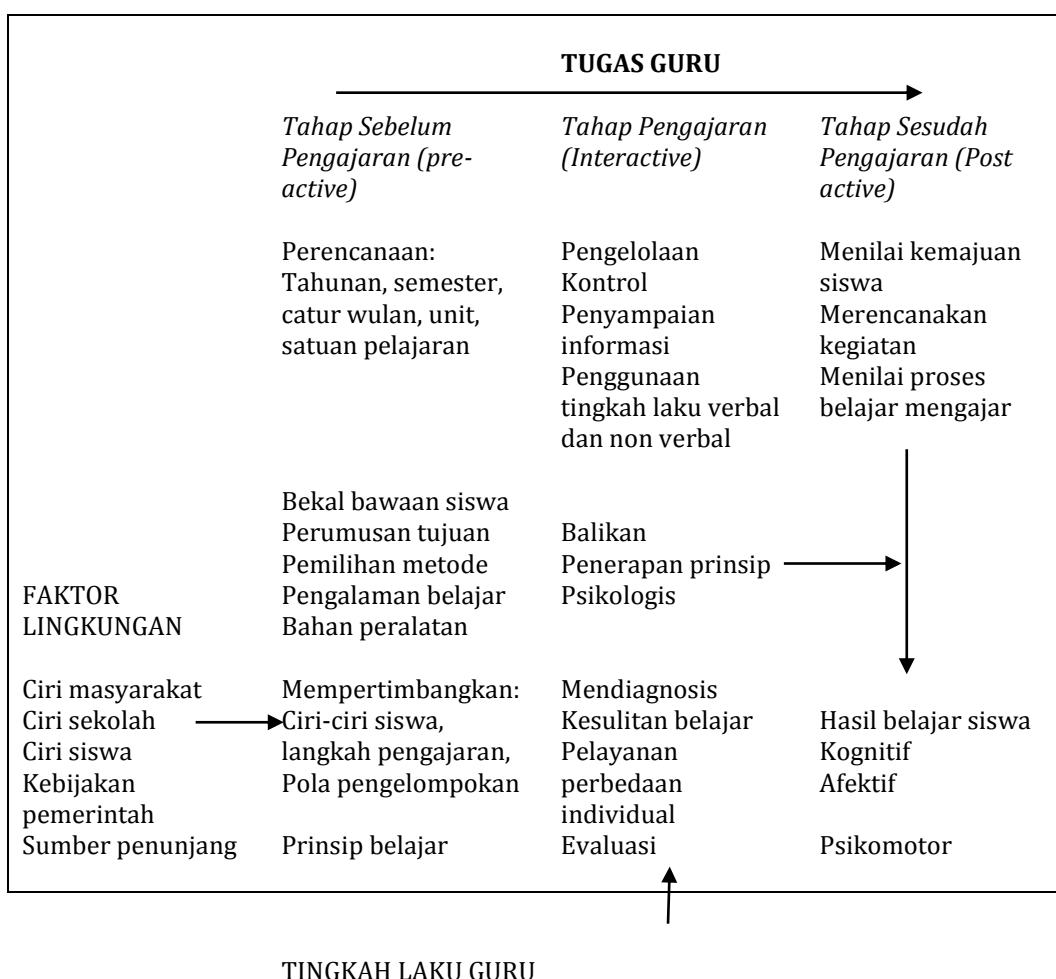 TUGAS GURU
Tahap Sebelum
Pengajaran (pre-
active)
Tahap Pengajaran
(Interactive)
Tahap Sesudah
Pengajaran (Post
active)
Perencanaan:
Tahunan, semester,
catur wulan, unit,
satuan pelajaran
Pengelolaan
Kontrol
Penyampaian
informasi
Penggunaan
tingkah laku verbal
dan non verbal
Menilai kemajuan
siswa
Merencanakan
kegiatan
Menilai proses
belajar mengajar
FAKTOR
LINGKUNGAN
Bekal bawaan siswa
Perumusan tujuan
Pemilihan metode
Pengalaman belajar
Bahan peralatan
Balikan
Penerapan prinsip
Psikologis
Ciri masyarakat
Ciri sekolah
Ciri siswa
Kebijakan
pemerintah
Sumber penunjang
Mempertimbangkan:
Ciri-ciri siswa,
langkah pengajaran,
Pola pengelompokan
Prinsip belajar
Mendiagnosis
Kesulitan belajar
Pelayanan
perbedaan
individual
Evaluasi
Hasil belajar siswa
Kognitif
Afektif
Psikomotor
TINGKAH LAKU GURU